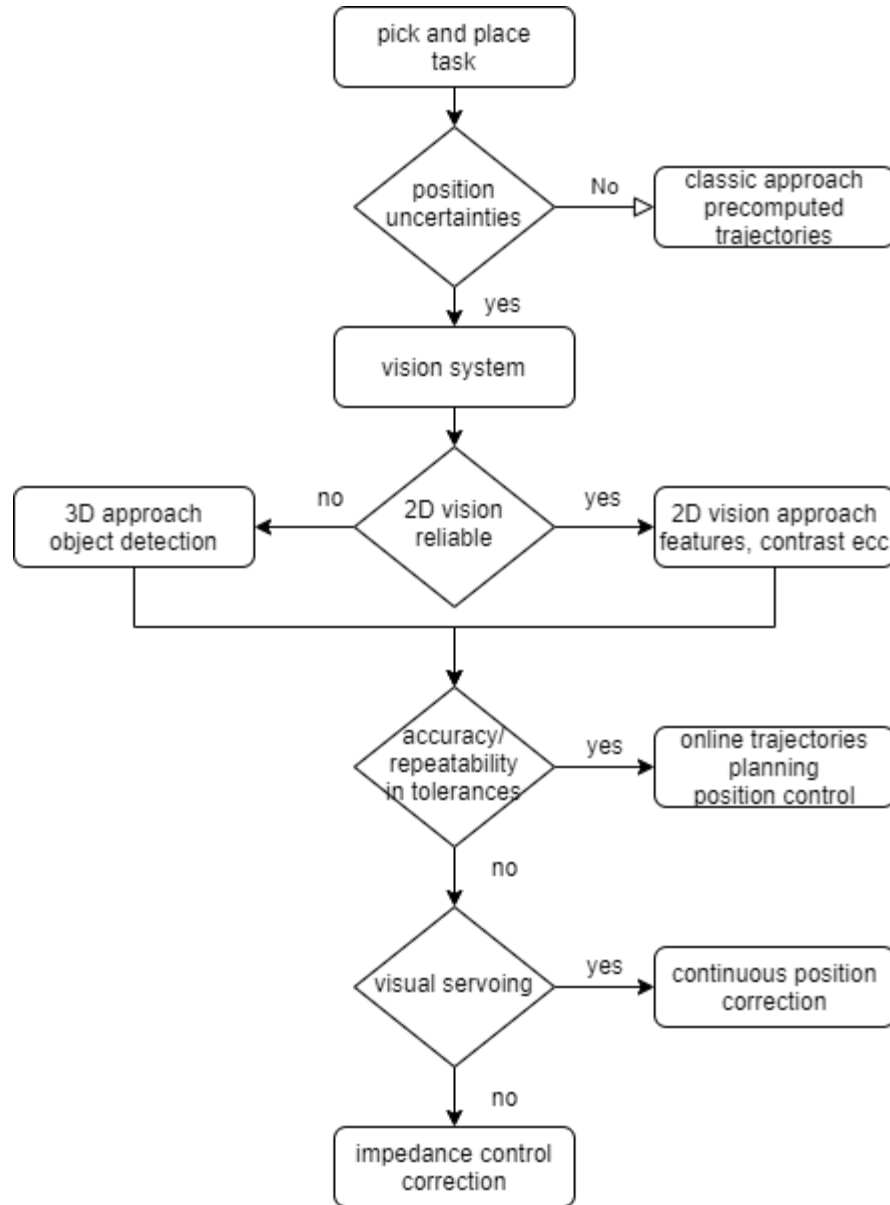 pick and place
task
position
uncertainties
No
classic approach
precomputed
trajectories
yes
vision system
no
2D vision
reliable
yes
3D approach
object detection
2D vision approach
features, contrast ecc
accuracy/
repeatability
in tolerances
yes
online trajectories
planning
position control
no
visual servoing
yes
continuous position
correction
no
impedance control
correction